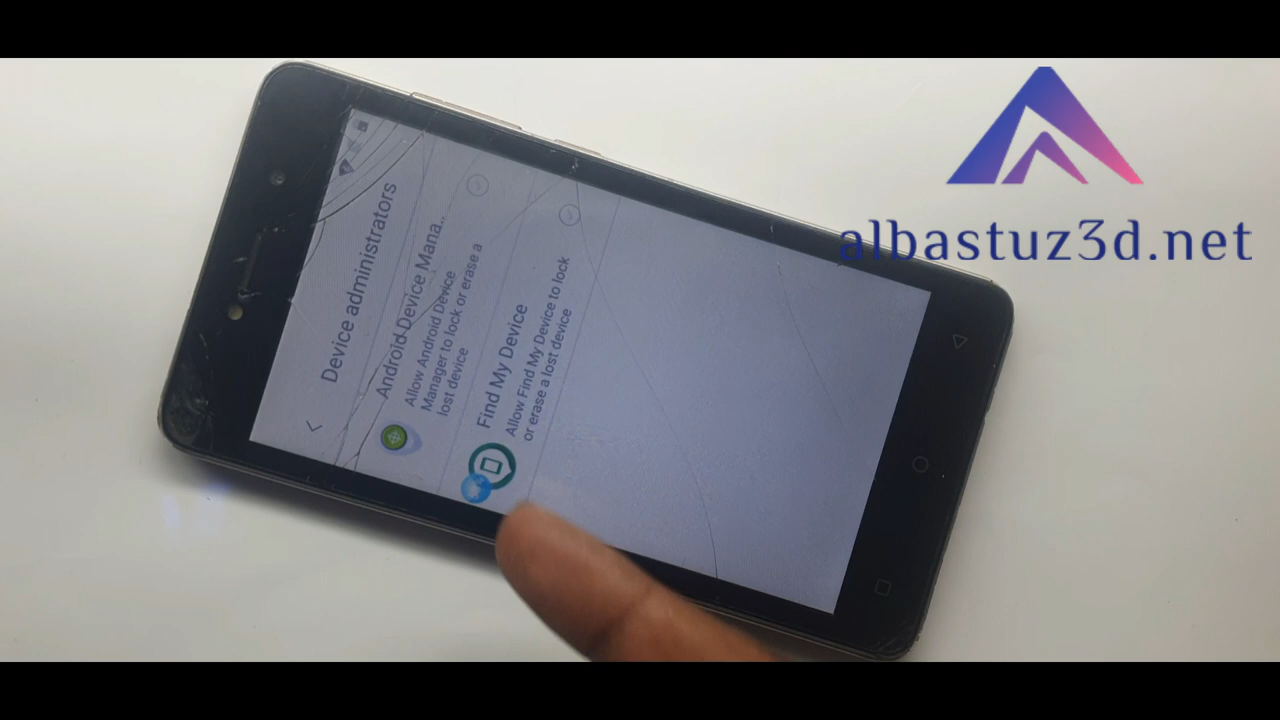 albastuz3d.net
Device administrators
Android Device Mana..
Allow Android Device
Manager to lock or erase a
lost device
Find My Device
Allow Find My Device to lock
or erase a lost device